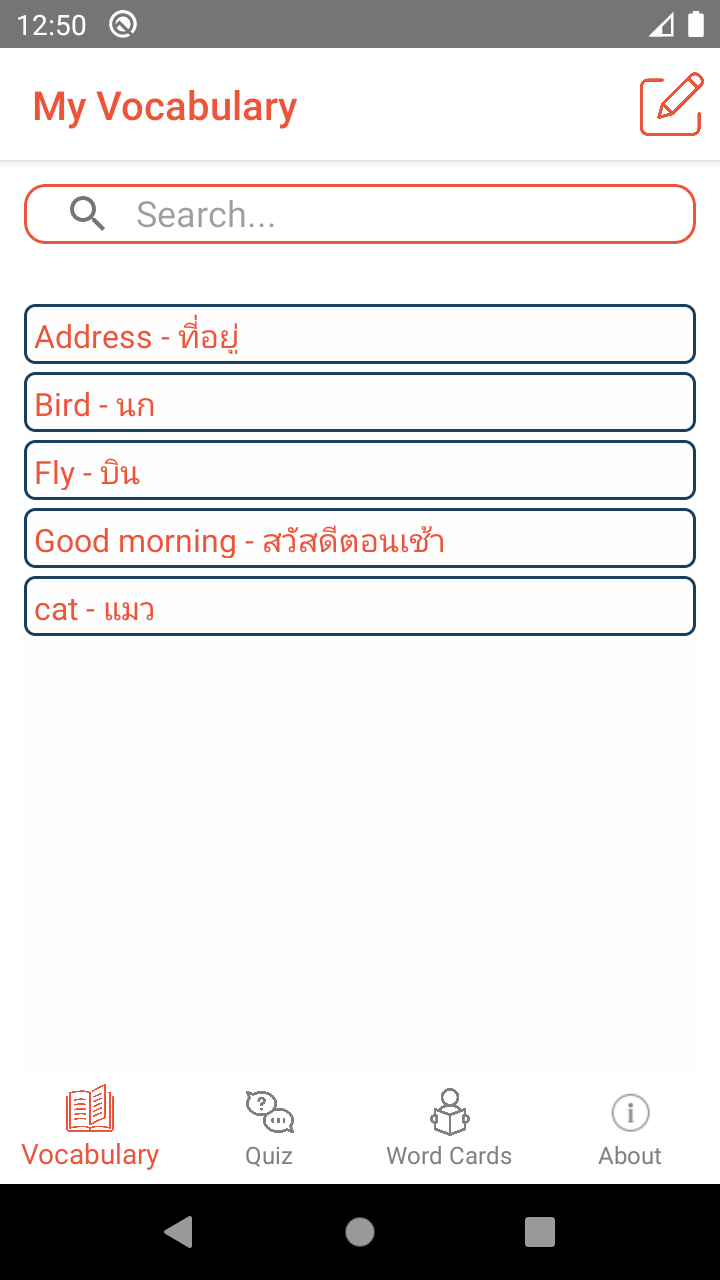 12:50
My Vocabulary
Search...
Address - ที่อยู่
Bird - นก
Fly - บิน
Good morning - สวัสดีตอนเช้า
cat - แมว
Vocabulary
Quiz
Word Cards
About